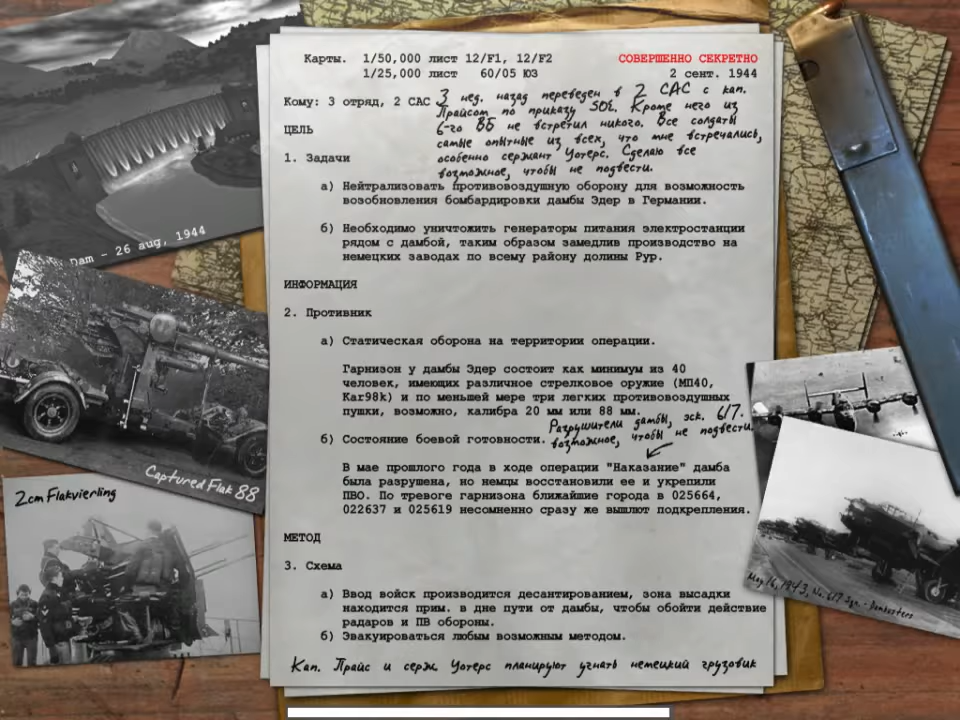 Карты. 1/50,000 лист 12/F1, 12/F2 СОВЕРШЕННО СЕКРЕТНО
1/25,000 лист 60/05 ЮЗ 2 сент. 1944
Кому: 3 отряд, 2 САС
3 нед. назад переведен в 2 САС с кап.
Прайсом по приказу SOE. Кроме него из
6-го ВБ не встретил никого. Все солдаты
самые опытные из всех, что мне встречались,
особенно сержант Уотерс. Сделаю все
возможное, чтобы не подвести.
ЦЕЛЬ
1. Задачи
а) Нейтрализовать противовоздушную оборону для возможность
возобновления бомбардировки дамбы Эдер в Германии.
б) Необходимо уничтожить генераторы питания электростанции
рядом с дамбой, таким образом замедлив производство на
немецких заводах по всему району долины Рур.
ИНФОРМАЦИЯ
2. Противник
а) Статическая оборона на территории операции.
Гарнизон у дамбы Эдер состоит как минимум из 40
человек, имеющих различное стрелковое оружие (МП40,
Kar98k) и по меньшей мере три легких противовоздушных
пушки, возможно, калибра 20 мм или 88 мм.
Разрушители дамбы, эск. 617.
возможное, чтобы не подвести.
б) Состояние боевой готовности.
В мае прошлого года в ходе операции "Наказание" дамба
была разрушена, но немцы восстановили ее и укрепили
ПВО. По тревоге гарнизона ближайшие города в 025664,
022637 и 025619 несомненно сразу же вышлют подкрепления.
МЕТОД
3. Схема
а) Ввод войск производится десантированием, зона высадки
находится прим. в дне пути от дамбы, чтобы обойти действие
радаров и ПВ обороны.
б) Эвакуироваться любым возможным методом.
Кап. Прайс и серж. Уотерс планируют угнать немецкий грузовик
Dam - 26 aug, 1944
Captured Flak 88
2cm Flakvierling
May 16, 1943, No. 617 Sqn. - Dambusters